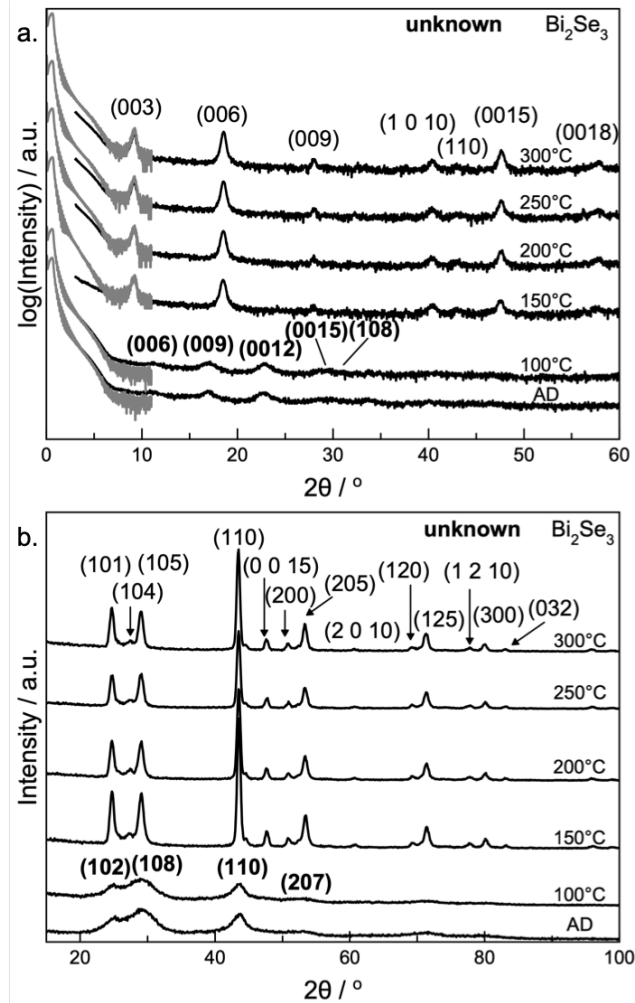 a.
unknown Bi₂Se₃
(003) (006) (009) (1 0 10) (110) (0015) (0018)
300°C
250°C
200°C
150°C
(006) (009) (0012) (0015) (108)
100°C
AD
log(Intensity) / a.u.
0 10 20 30 40 50 60
2θ / °
b.
unknown Bi₂Se₃
(101) (104) (105) (110) (0 0 15) (200) (205) (2 0 10) (120) (125) (1 2 10) (300) (032)
300°C
250°C
200°C
150°C
(102) (108) (110) (207)
100°C
AD
Intensity / a.u.
20 40 60 80 100
2θ / °